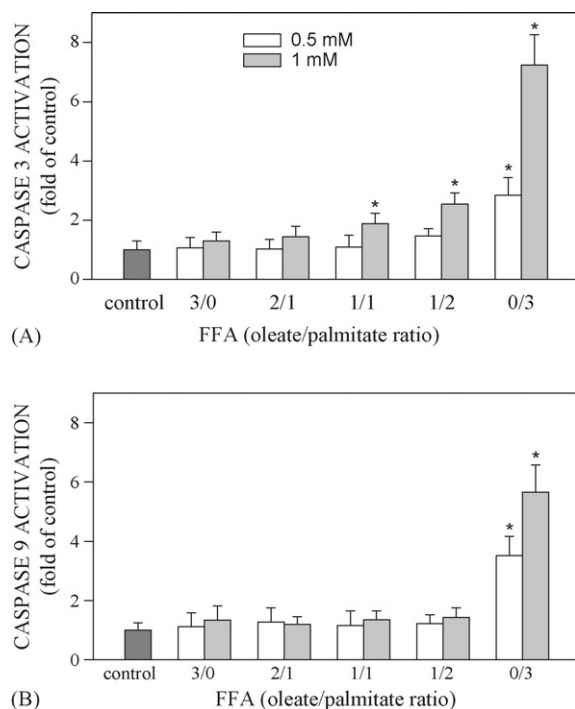 8
6
4
2
0
CASPASE 3 ACTIVATION
(fold of control)
0.5 mM
1 mM
*
*
*
*
control 3/0 2/1 1/1 1/2 0/3
(A)
FFA (oleate/palmitate ratio)
8
6
4
2
0
CASPASE 9 ACTIVATION
(fold of control)
*
*
control 3/0 2/1 1/1 1/2 0/3
(B)
FFA (oleate/palmitate ratio)